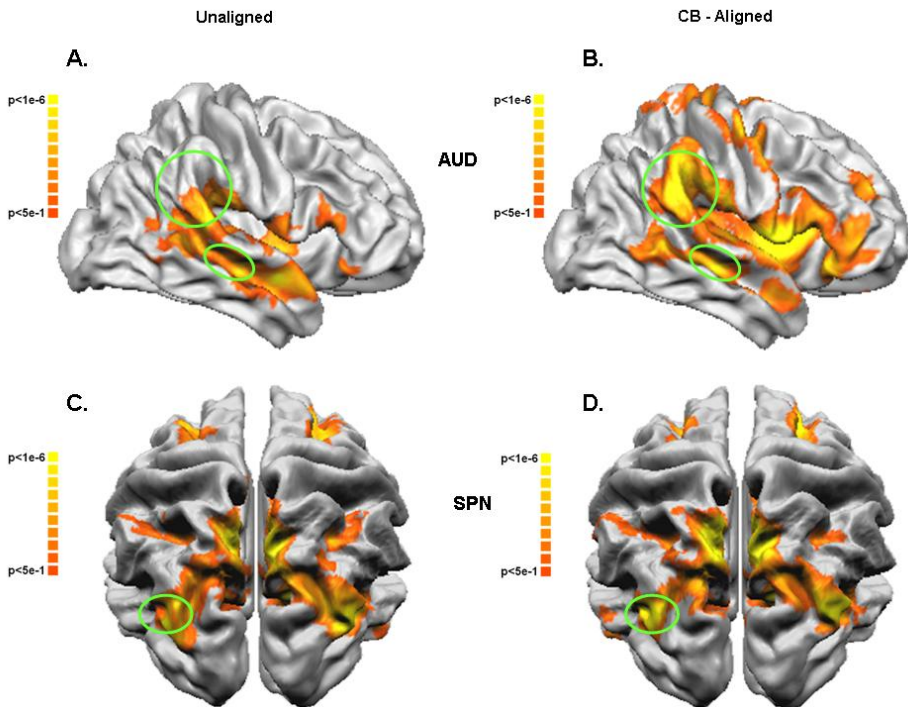 Unaligned
CB - Aligned
A.
B.
p<1e-6
p<1e-6
AUD
p<5e-1
p<5e-1
C.
D.
p<1e-6
p<1e-6
SPN
p<5e-1
p<5e-1